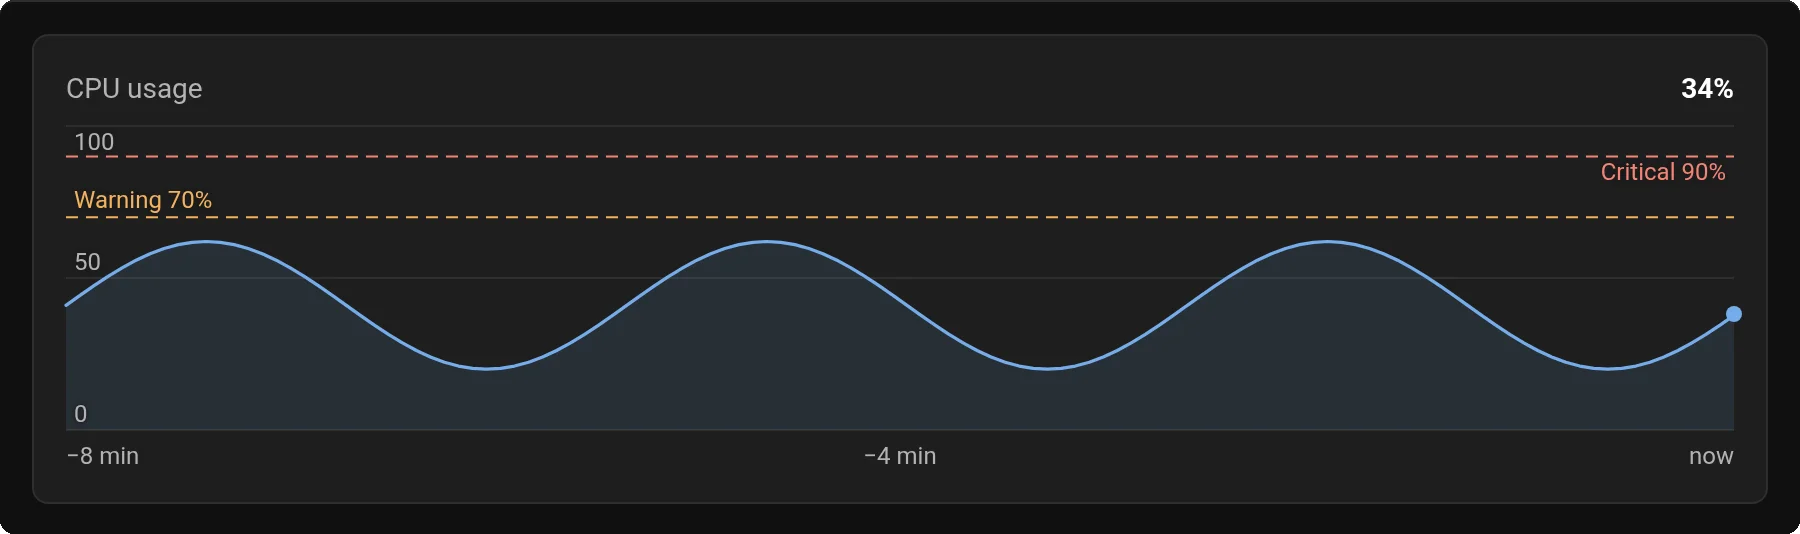 CPU usage
34%
100
Critical 90%
Warning 70%
50
0
−8 min
−4 min
now